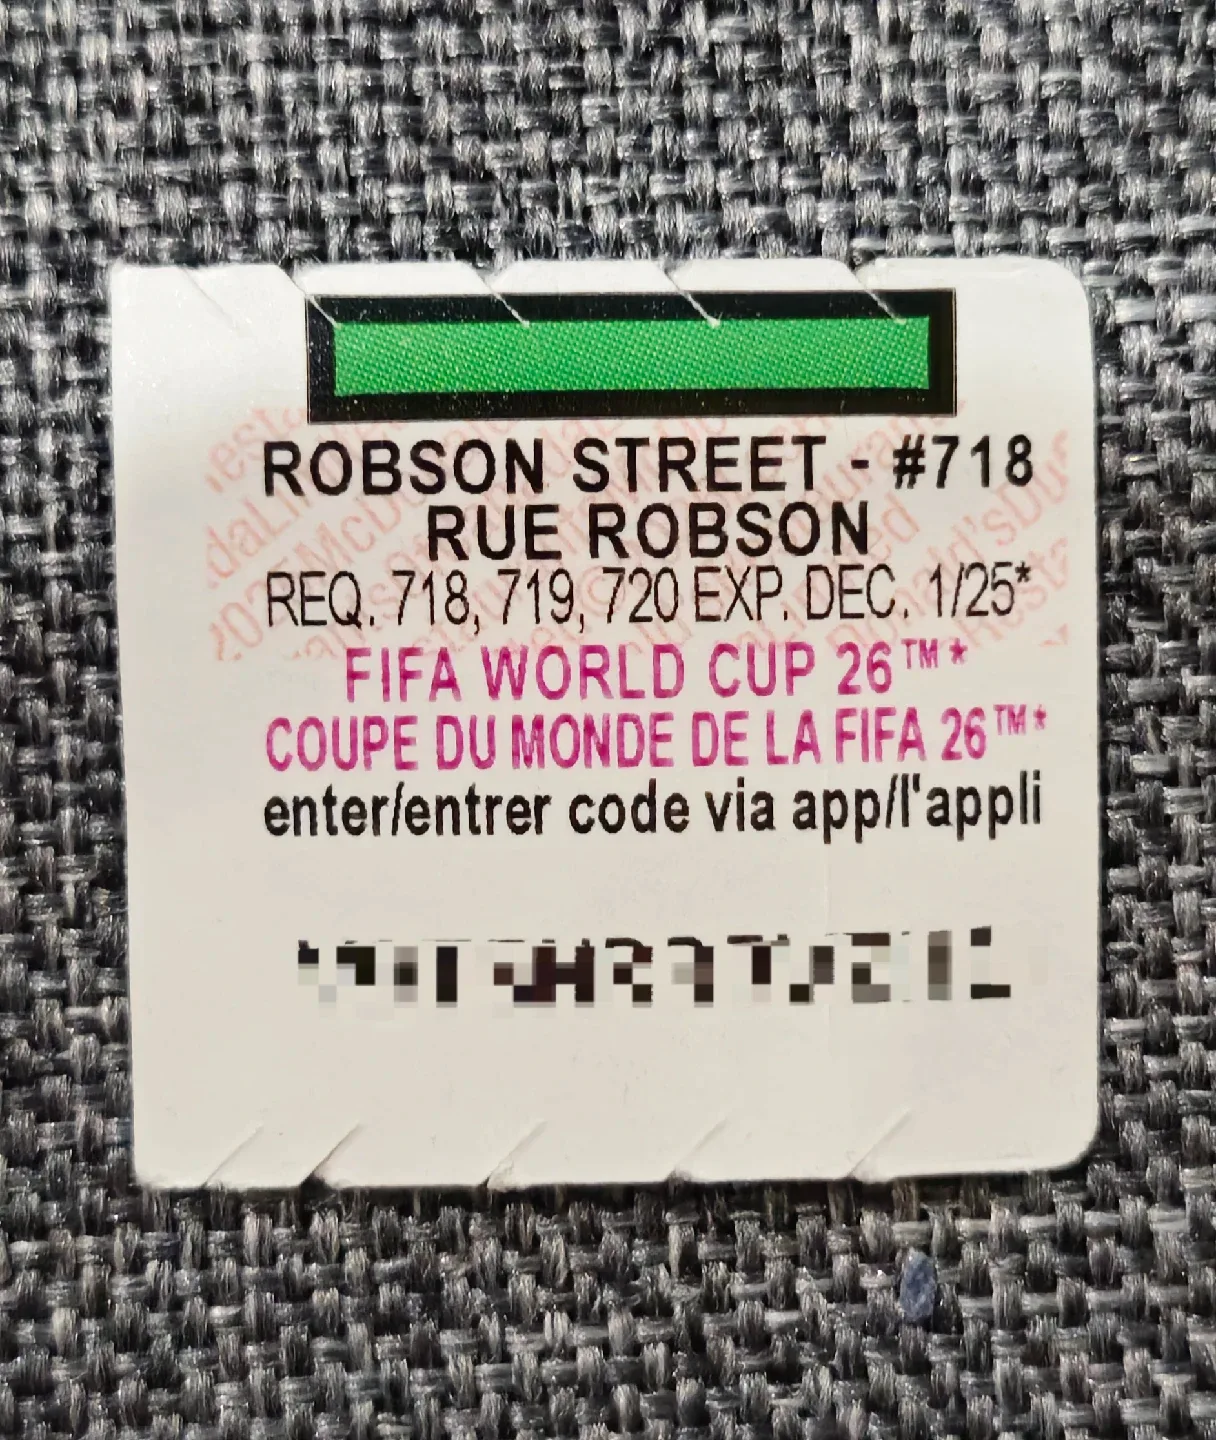 ROBSON STREET - #718
RUE ROBSON
REQ. 718, 719, 720 EXP. DEC. 1/25*
FIFA WORLD CUP 26™*
COUPE DU MONDE DE LA FIFA 26™*
enter/entrer code via app/l'appli